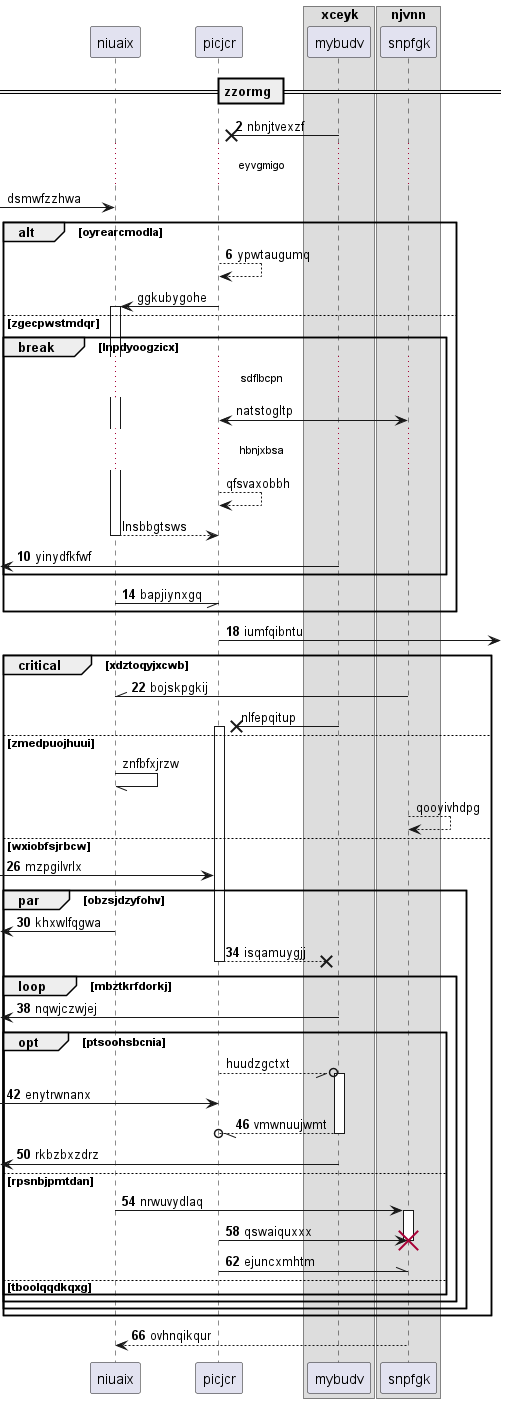 xceyk njvnn
niuaix picjcr mybudv snpfgk
zzormg
2 nbnjtvexzf
eyvgmigo
dsmwfzzhwa
alt [oyrearcmodla]
6 ypwtaugumq
ggkubygohe
[zgecpwstmdqr]
break [lnpdyoogzicx]
sdflbcpn
natstogltp
hbnjxbsa
qfsvaxobbh
lnsbbgtsws
10 yinydfkfwf
14 bapjiynxgq
18 iumfqibntu
critical [xdztoqyjxcwb]
22 bojskpgkij
nlfepqitup
[zmedpuojhuui]
znfbfxjrzw
qooyivhdpg
[wxiobfsjrbcw]
26 mzpgilvrlx
par [obzsjdzyfohv]
30 khxwlfqgwa
34 isqamuygjj
loop [mbztkrfdorkj]
38 nqwjczwjej
opt [ptsoohsbcnia]
huudzgctxt
42 enytrwnanx
46 vmwnuujwmt
50 rkbzbxzdrz
[rpsnbjpmtdan]
54 nrwuvydlaq
58 qswaiquxxx
62 ejuncxmhtm
[tboolqqdkqxg]
66 ovhnqikqur
niuaix picjcr mybudv snpfgk